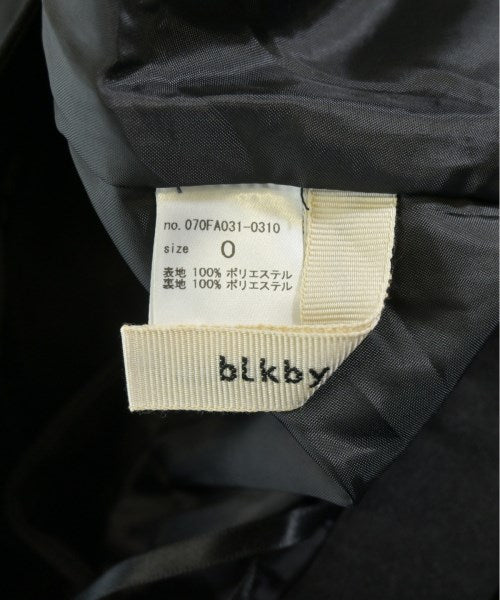 no. 070FA031-0310
size 0
表地 100% ポリエステル
裏地 100% ポリエステル
blkby